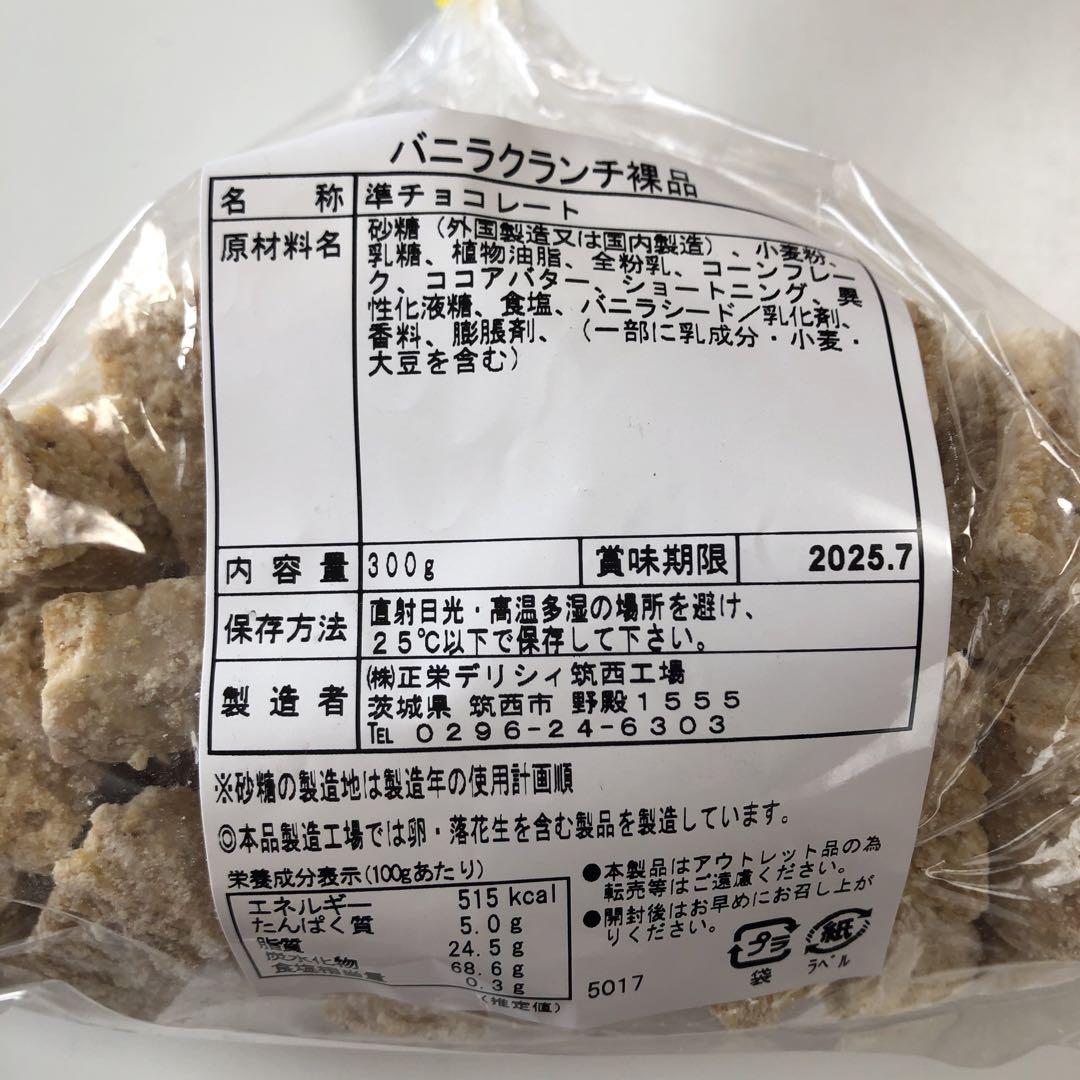 バニラクランチ裸品
名称 準チョコレート
原材料名 砂糖（外国製造又は国内製造）、小麦粉、
乳糖、植物油脂、全粉乳、コーンフレー
ク、ココアバター、ショートニング、異
性化液糖、食塩、バニラシード／乳化剤、
香料、膨脹剤、（一部に乳成分・小麦・
大豆を含む）
内容量 300g 賞味期限 2025.7
保存方法 直射日光・高温多湿の場所を避け、
25℃以下で保存して下さい。
製造者 ㈱正栄デリシィ筑西工場
茨城県 筑西市 野殿1555
℡ 0296-24-6303
※砂糖の製造地は製造年の使用計画順
◎本品製造工場では卵・落花生を含む製品を製造しています。
栄養成分表示(100gあたり)
エネルギー 515 kcal
たんぱく質 5.0g
脂質 24.5g
炭水化物 68.6g
食塩相当量 0.3g
(推定値)
●本製品はアウトレット品の為
転売等はご遠慮ください。
●開封後はお早めにお召し上が
りください。
プラ
袋
紙
ラベル
5017